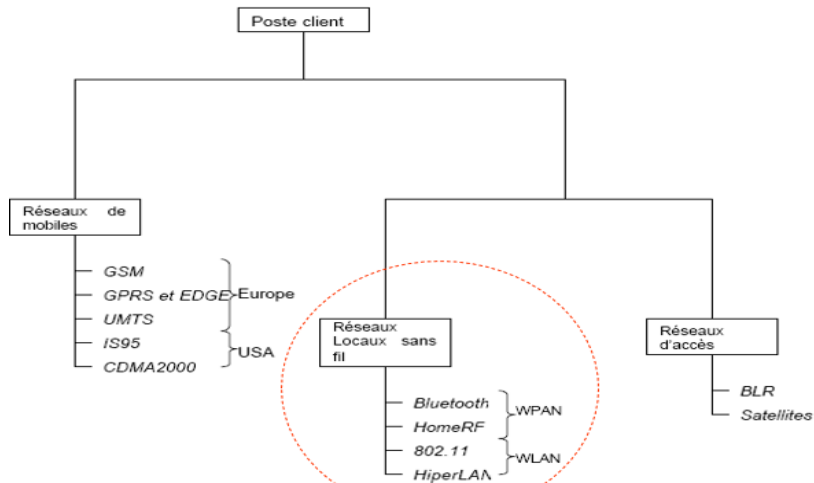 Poste client
Réseaux de
mobiles
GSM
GPRS et EDGE
UMTS
Europe
IS95
CDMA2000
USA
Réseaux
Locaux sans
fil
Bluetooth
HomeRF
WPAN
802.11
HiperLAN
WLAN
Réseaux
d'accès
BLR
Satellites